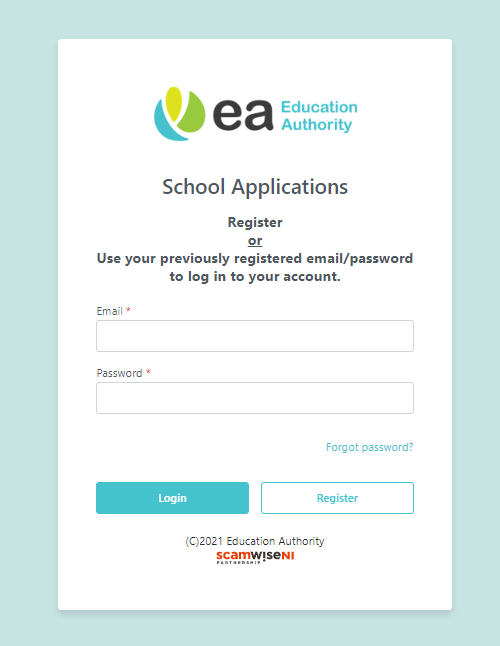 ea Education
Authority
School Applications
Register
or
Use your previously registered email/password
to log in to your account.
Email *
Password *
Forgot password?
Login Register
(C)2021 Education Authority
scamwiseNI
PARTNERSHIP